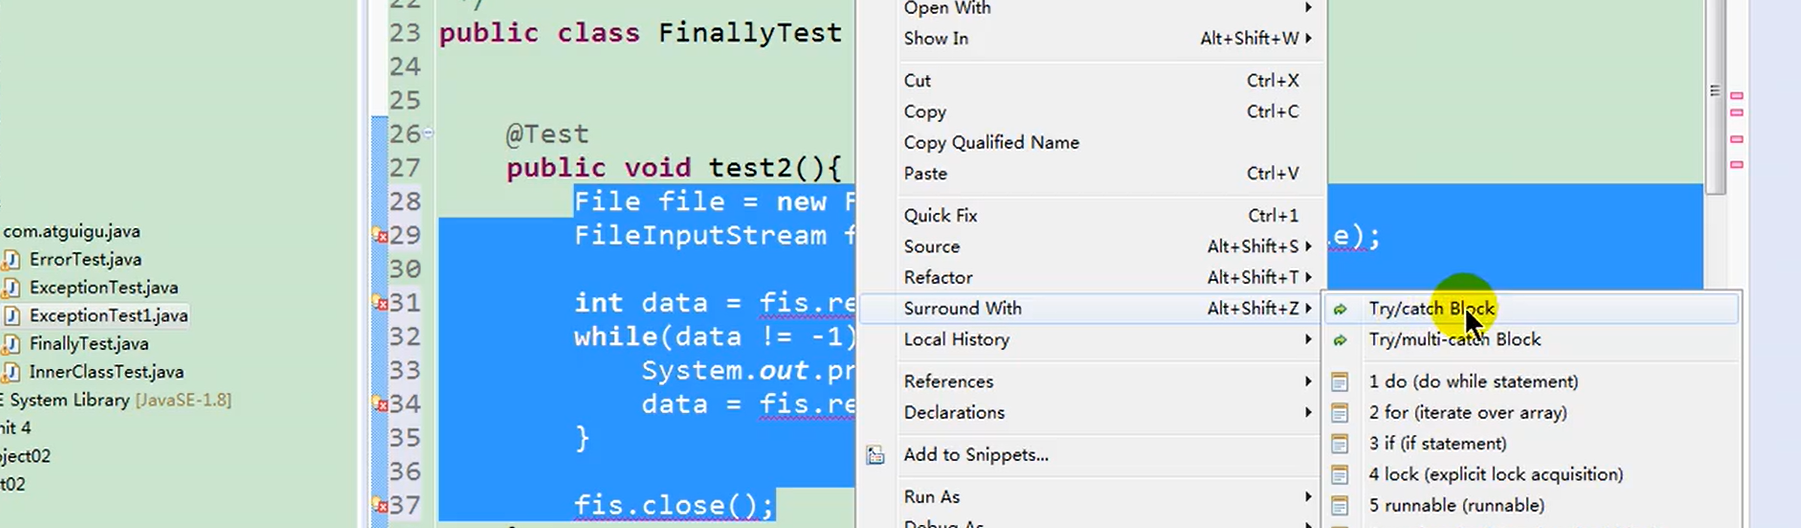 com.atguigu.java
ErrorTest.java
ExceptionTest.java
ExceptionTest1.java
FinallyTest.java
InnerClassTest.java
E System Library [JavaSE-1.8]
nit 4
oject02
t02
22 */
23 public class FinallyTest
24
25
26 @Test
27 public void test2(){
28 File file = new F
29 FileInputStream f e);
30
31 int data = fis.re
32 while(data != -1)
33 System.out.pr
34 data = fis.re
35 }
36
37 fis.close();
Open With
Show In Alt+Shift+W
Cut Ctrl+X
Copy Ctrl+C
Copy Qualified Name
Paste Ctrl+V
Quick Fix Ctrl+1
Source Alt+Shift+S
Refactor Alt+Shift+T
Surround With Alt+Shift+Z
Local History
References
Declarations
Add to Snippets...
Run As
Debug As
Try/catch Block
Try/multi-catch Block
1 do (do while statement)
2 for (iterate over array)
3 if (if statement)
4 lock (explicit lock acquisition)
5 runnable (runnable)